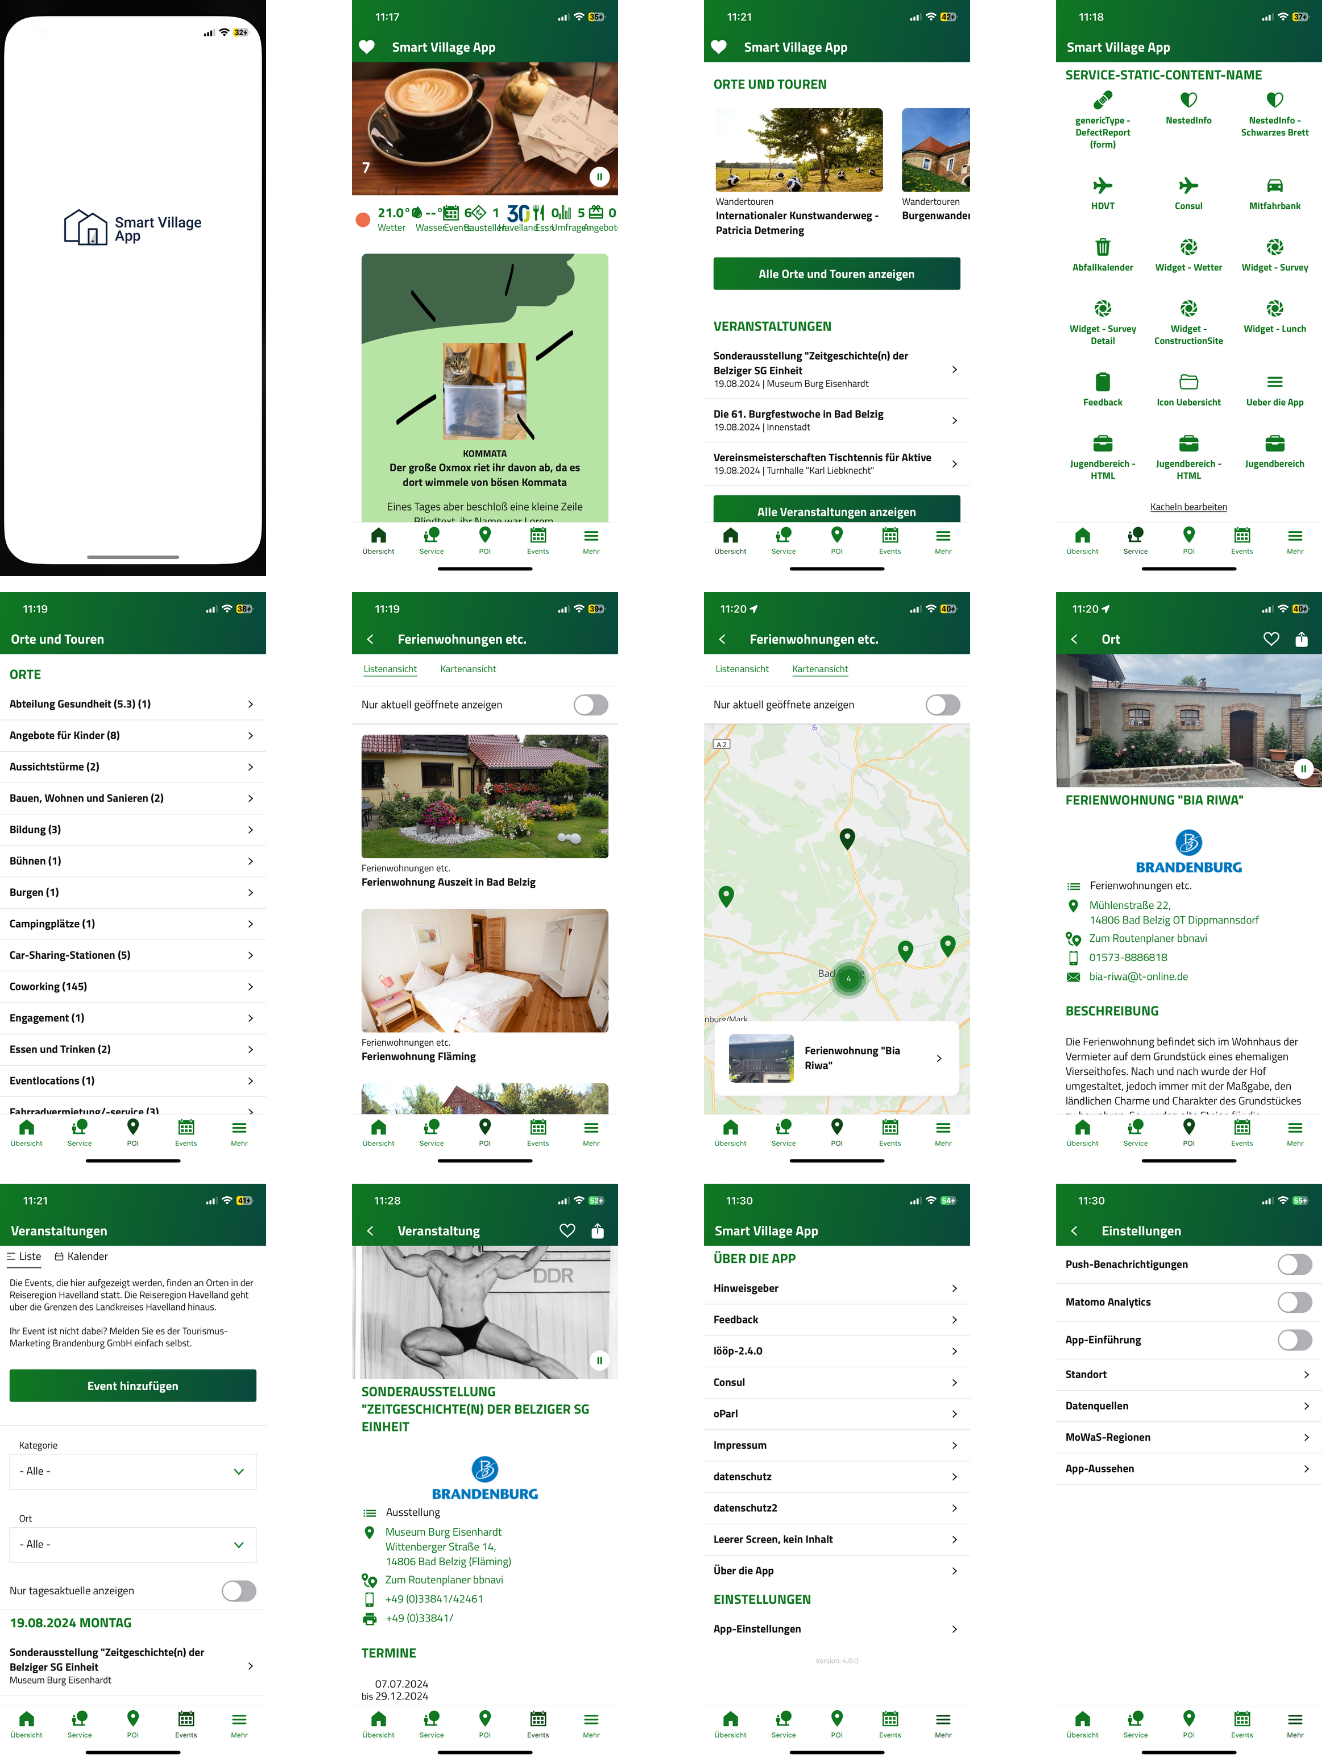 32
Smart Village
App
11:17
35
Smart Village App
7
21.0°
--°
6
1
30
0
5
0
Wetter
Wasser
Events
Baustellen
Havelland
Essn
Umfragen
Angebot
KOMMATA
Der große Oxmox riet ihr davon ab, da es
dort wimmele von bösen Kommata
Eines Tages aber beschloß eine kleine Zeile
Blindtext, ihr Name war Lorem
Übersicht
Service
POI
Events
Mehr
11:21
42
Smart Village App
ORTE UND TOUREN
Wandertouren
Internationaler Kunstwanderweg -
Patricia Detmering
Wandertouren
Burgenwander
Alle Orte und Touren anzeigen
VERANSTALTUNGEN
Sonderausstellung "Zeitgeschichte(n) der
Belziger SG Einheit
19.08.2024 | Museum Burg Eisenhardt
Die 61. Burgfestwoche in Bad Belzig
19.08.2024 | Innenstadt
Vereinsmeisterschaften Tischtennis für Aktive
19.08.2024 | Turnhalle "Karl Liebknecht"
Alle Veranstaltungen anzeigen
Übersicht
Service
POI
Events
Mehr
11:18
37
Smart Village App
SERVICE-STATIC-CONTENT-NAME
genericType -
DefectReport
(form)
NestedInfo
NestedInfo -
Schwarzes Brett
HDVT
Consul
Mitfahrbank
Abfallkalender
Widget - Wetter
Widget - Survey
Widget - Survey
Detail
Widget -
ConstructionSite
Widget - Lunch
Feedback
Icon Uebersicht
Ueber die App
Jugendbereich -
HTML
Jugendbereich -
HTML
Jugendbereich
Kacheln bearbeiten
Übersicht
Service
POI
Events
Mehr
11:19
38
Orte und Touren
ORTE
Abteilung Gesundheit (5.3) (1)
Angebote für Kinder (8)
Aussichtstürme (2)
Bauen, Wohnen und Sanieren (2)
Bildung (3)
Bühnen (1)
Burgen (1)
Campingplätze (1)
Car-Sharing-Stationen (5)
Coworking (145)
Engagement (1)
Essen und Trinken (2)
Eventlocations (1)
Fahrradvermietung/-service (3)
Übersicht
Service
POI
Events
Mehr
11:19
39
Ferienwohnungen etc.
Listenansicht
Kartenansicht
Nur aktuell geöffnete anzeigen
Ferienwohnungen etc.
Ferienwohnung Auszeit in Bad Belzig
Ferienwohnungen etc.
Ferienwohnung Fläming
Übersicht
Service
POI
Events
Mehr
11:20
40
Ferienwohnungen etc.
Listenansicht
Kartenansicht
Nur aktuell geöffnete anzeigen
A 2
Bad
4
nburg/Mark
Ferienwohnung "Bia
Riwa"
Übersicht
Service
POI
Events
Mehr
11:20
40
Ort
FERIENWOHNUNG "BIA RIWA"
BRANDENBURG
Ferienwohnungen etc.
Mühlenstraße 22,
14806 Bad Belzig OT Dippmannsdorf
Zum Routenplaner bbnavi
01573-8886818
bia-riwa@t-online.de
BESCHREIBUNG
Die Ferienwohnung befindet sich im Wohnhaus der
Vermieter auf dem Grundstück eines ehemaligen
Vierseithofes. Nach und nach wurde der Hof
umgestaltet, jedoch immer mit der Maßgabe, den
ländlichen Charme und Charakter des Grundstückes
Übersicht
Service
POI
Events
Mehr
11:21
41
Veranstaltungen
Liste
Kalender
Die Events, die hier aufgezeigt werden, finden an Orten in der
Reiseregion Havelland statt. Die Reiseregion Havelland geht
über die Grenzen des Landkreises Havelland hinaus.
Ihr Event ist nicht dabei? Melden Sie es der Tourismus-
Marketing Brandenburg GmbH einfach selbst.
Event hinzufügen
Kategorie
- Alle -
Ort
- Alle -
Nur tagesaktuelle anzeigen
19.08.2024 MONTAG
Sonderausstellung "Zeitgeschichte(n) der
Belziger SG Einheit
Museum Burg Eisenhardt
Übersicht
Service
POI
Events
Mehr
11:28
52
Veranstaltung
DDR
SONDERAUSSTELLUNG
"ZEITGESCHICHTE(N) DER BELZIGER SG
EINHEIT
BRANDENBURG
Ausstellung
Museum Burg Eisenhardt
Wittenberger Straße 14,
14806 Bad Belzig (Fläming)
Zum Routenplaner bbnavi
+49 (0)33841/42461
+49 (0)33841/
TERMINE
07.07.2024
bis 29.12.2024
Übersicht
Service
POI
Events
Mehr
11:30
54
Smart Village App
ÜBER DIE APP
Hinweisgeber
Feedback
lööp-2.4.0
Consul
oParl
Impressum
datenschutz
datenschutz2
Leerer Screen, kein Inhalt
Über die App
EINSTELLUNGEN
App-Einstellungen
Version: 4.0.0
Übersicht
Service
POI
Events
Mehr
11:30
55
Einstellungen
Push-Benachrichtigungen
Matomo Analytics
App-Einführung
Standort
Datenquellen
MoWaS-Regionen
App-Aussehen
Übersicht
Service
POI
Events
Mehr